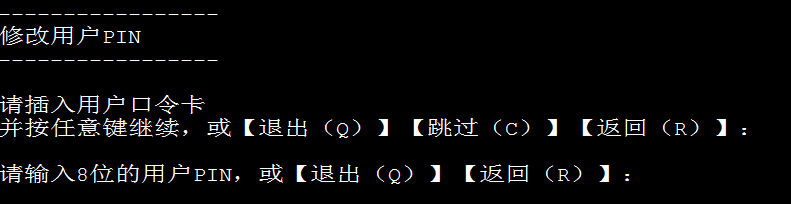 -----------------
修改用户PIN
-----------------
请插入用户口令卡
并按任意键继续，或【退出（Q）】【跳过（C）】【返回（R）】：
请输入8位的用户PIN，或【退出（Q）】【返回（R）】：